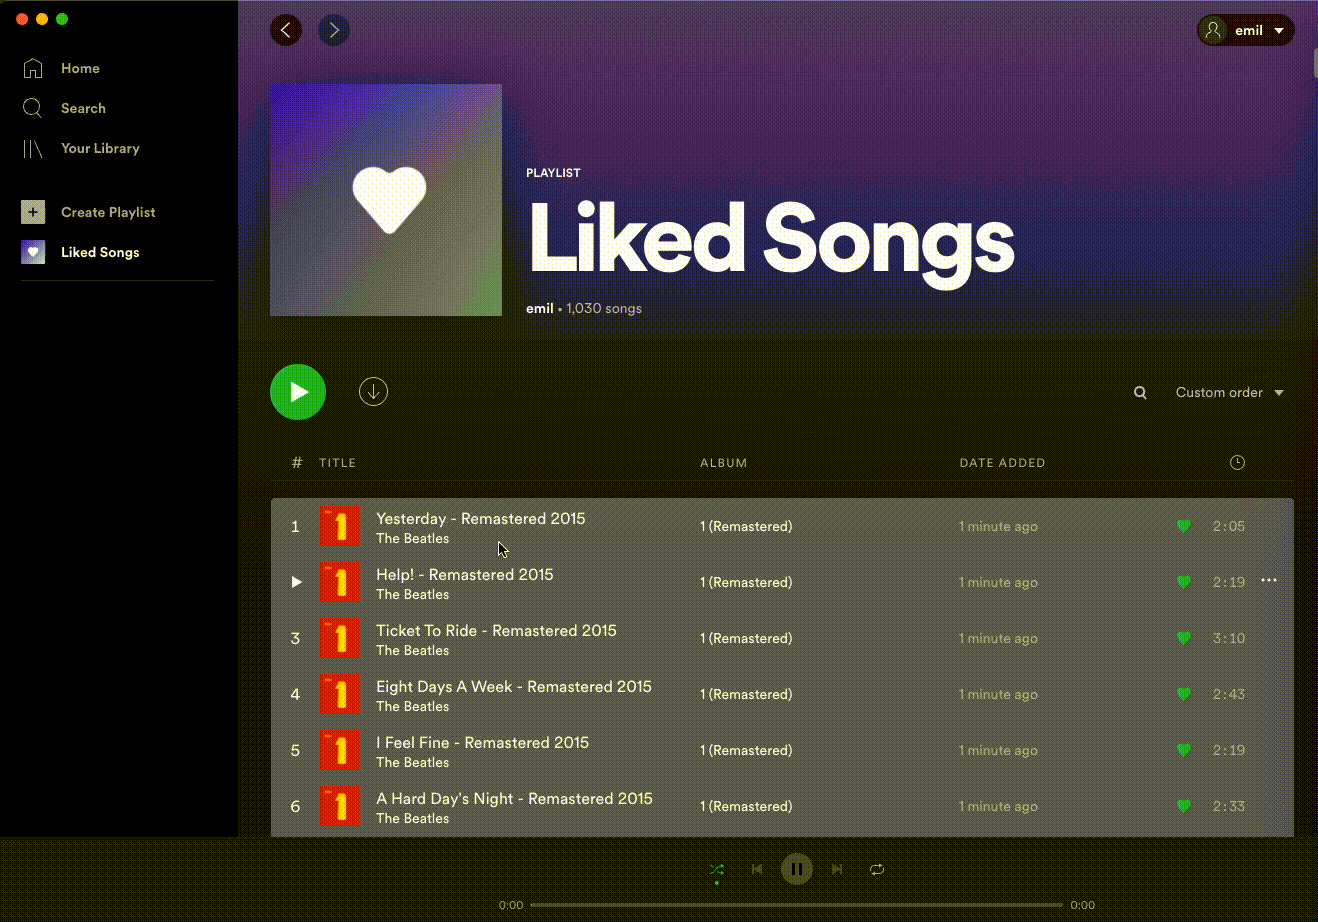 emil
Home
Search
Your Library
Create Playlist
Liked Songs
PLAYLIST
Liked Songs
emil • 1,030 songs
Custom order
# TITLE ALBUM DATE ADDED
1 Yesterday - Remastered 2015 1 (Remastered) 1 minute ago 2:05
The Beatles
Help! - Remastered 2015 1 (Remastered) 1 minute ago 2:19 ...
The Beatles
3 Ticket To Ride - Remastered 2015 1 (Remastered) 1 minute ago 3:10
The Beatles
4 Eight Days A Week - Remastered 2015 1 (Remastered) 1 minute ago 2:43
The Beatles
5 I Feel Fine - Remastered 2015 1 (Remastered) 1 minute ago 2:19
The Beatles
6 A Hard Day's Night - Remastered 2015 1 (Remastered) 1 minute ago 2:33
The Beatles
0:00 0:00